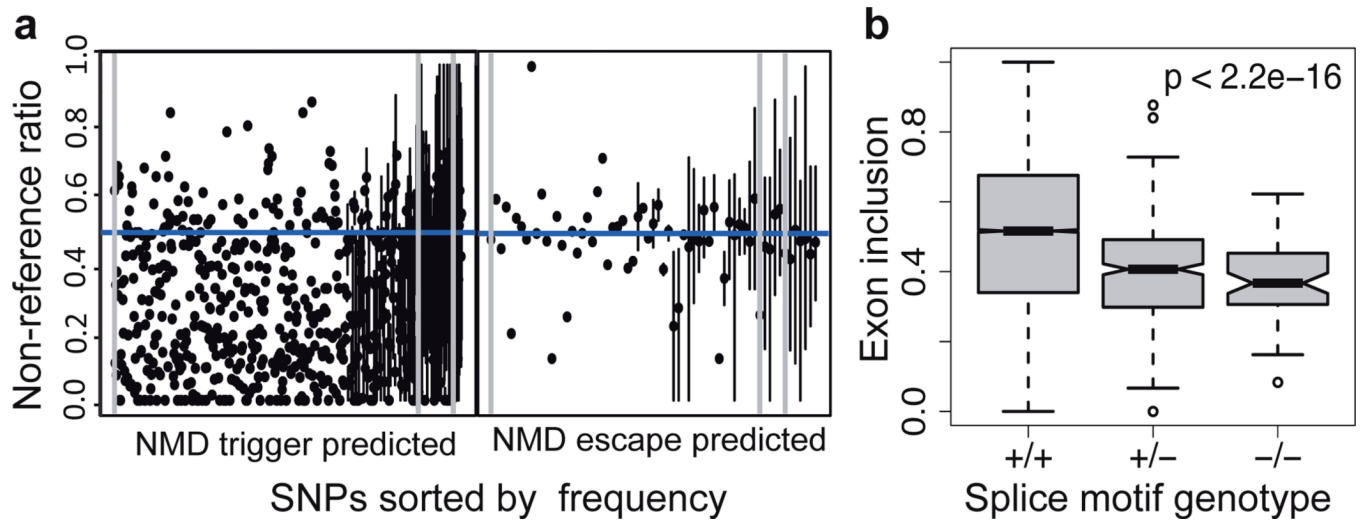 a
Non-reference ratio
1.0
0.8
0.6
0.4
0.2
0.0
NMD trigger predicted
NMD escape predicted
SNPs sorted by frequency
b
p < 2.2e−16
Exon inclusion
0.8
0.4
0.0
+/+
+/−
−/−
Splice motif genotype